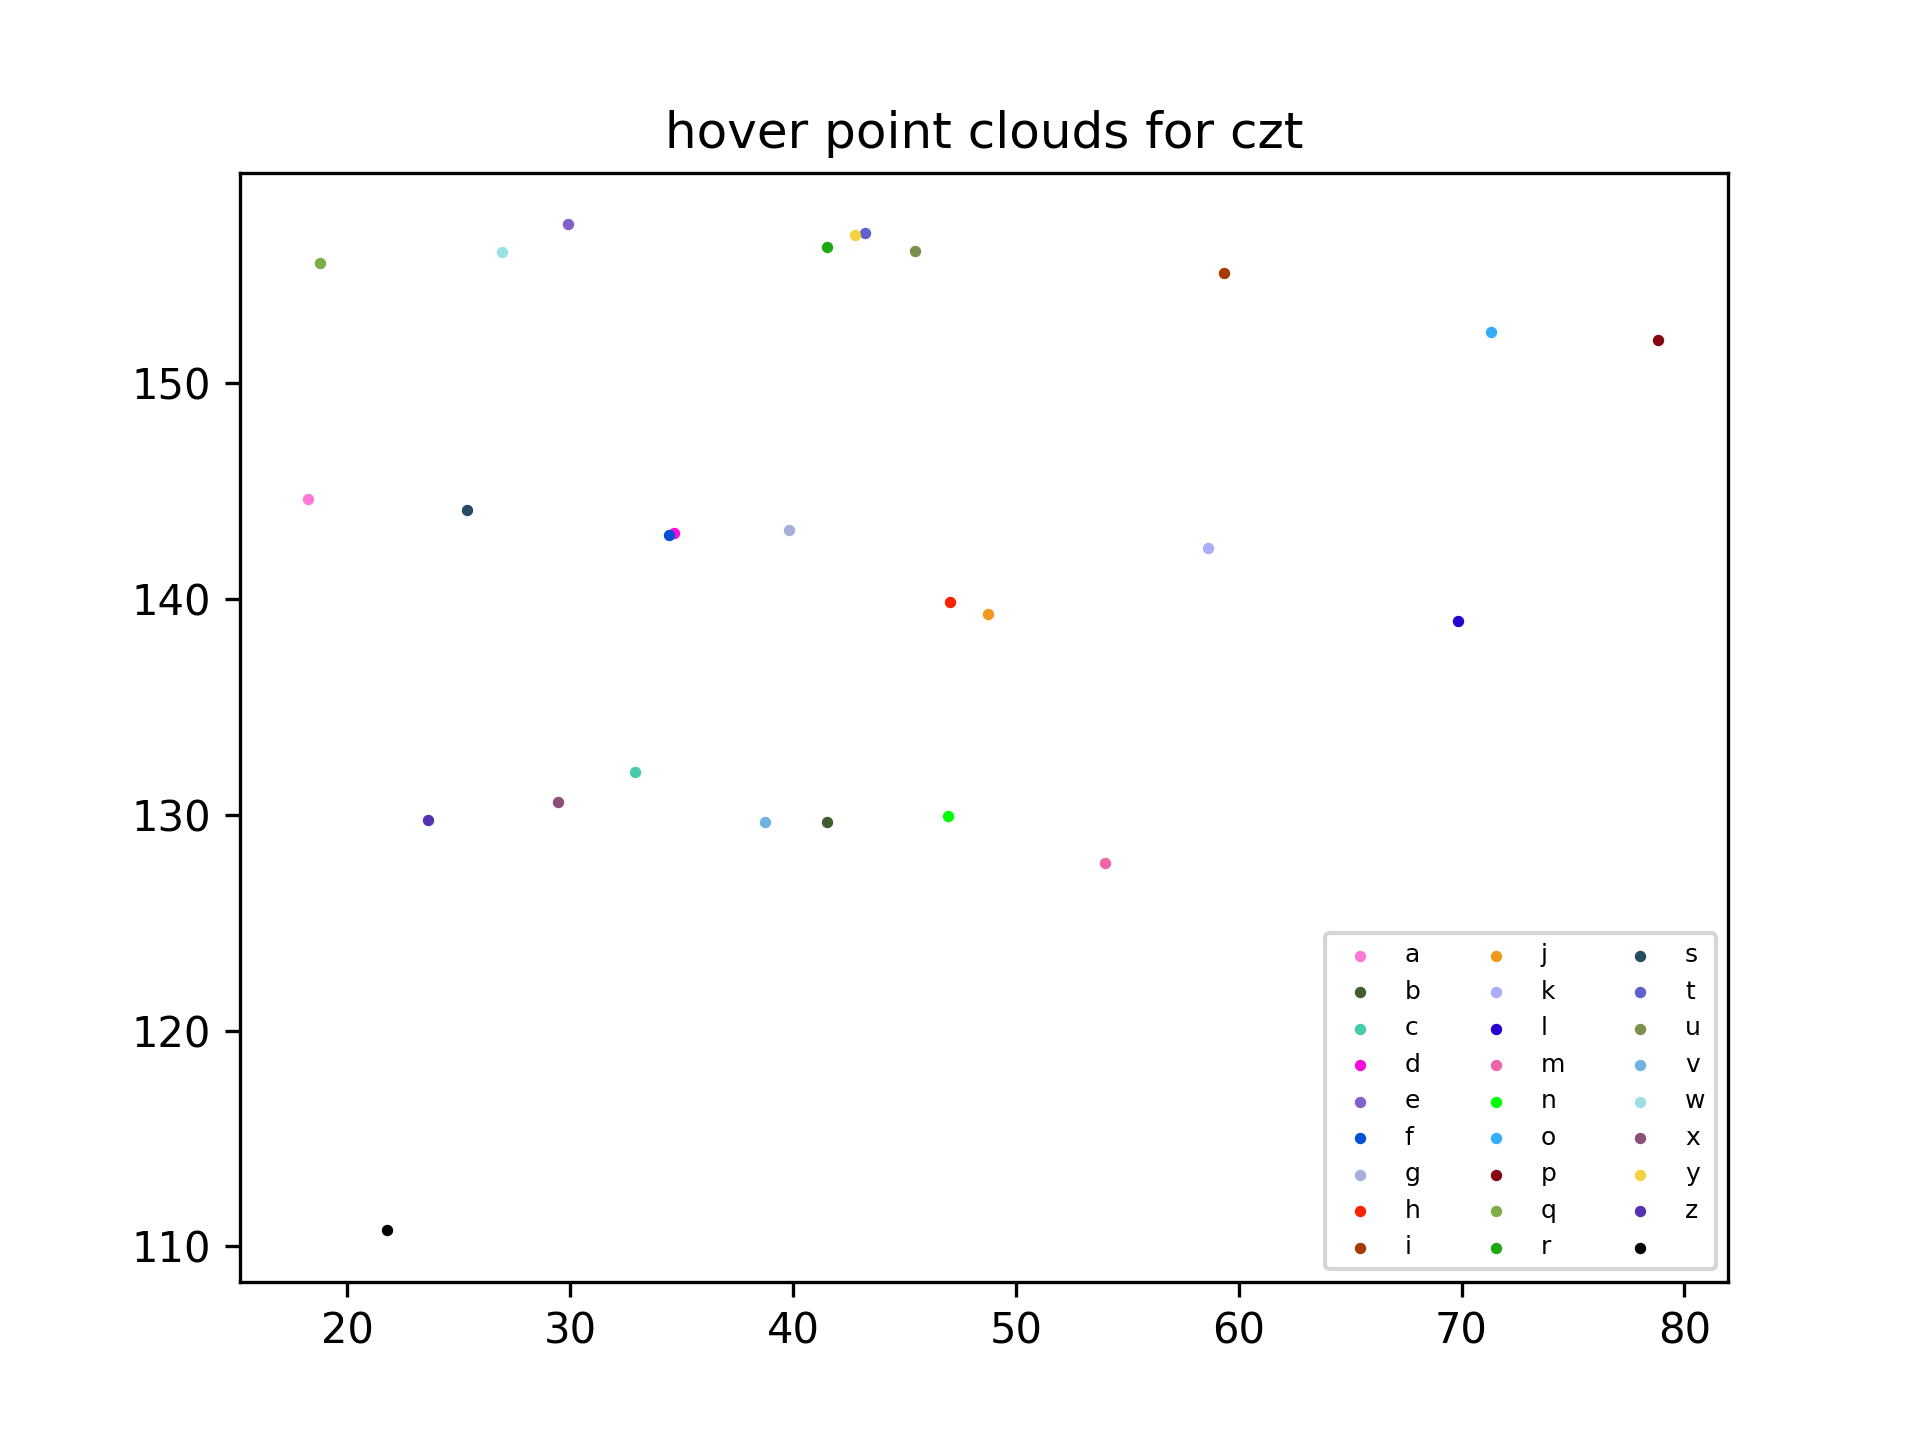 hover point clouds for czt
150
140
130
120
110
20 30 40 50 60 70 80
a j s
b k t
c l u
d m v
e n w
f o x
g p y
h q z
i r